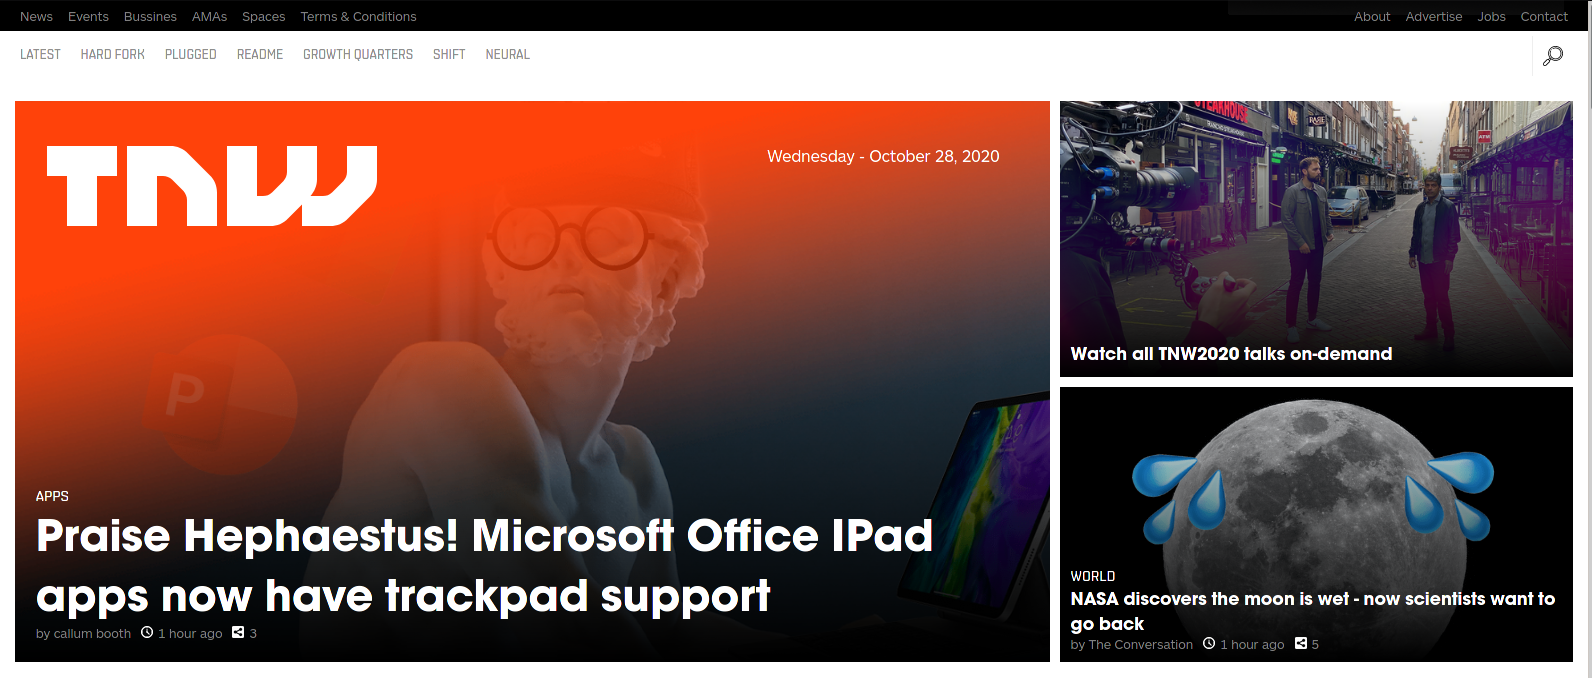 News Events Bussines AMAs Spaces Terms & Conditions About Advertise Jobs Contact
LATEST HARD FORK PLUGGED README GROWTH QUARTERS SHIFT NEURAL
TNW
Wednesday - October 28, 2020
P
APPS
Praise Hephaestus! Microsoft Office IPad
apps now have trackpad support
by callum booth 1 hour ago 3
STEAKHOUSE
ATM
Watch all TNW2020 talks on-demand
WORLD
NASA discovers the moon is wet - now scientists want to
go back
by The Conversation 1 hour ago 5